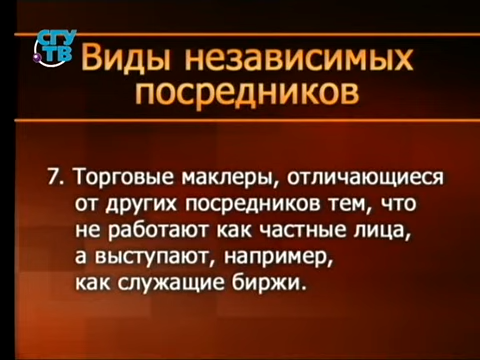 СГУ
ТВ
Виды независимых
посредников
7. Торговые маклеры, отличающиеся
от других посредников тем, что
не работают как частные лица,
а выступают, например,
как служащие биржи.